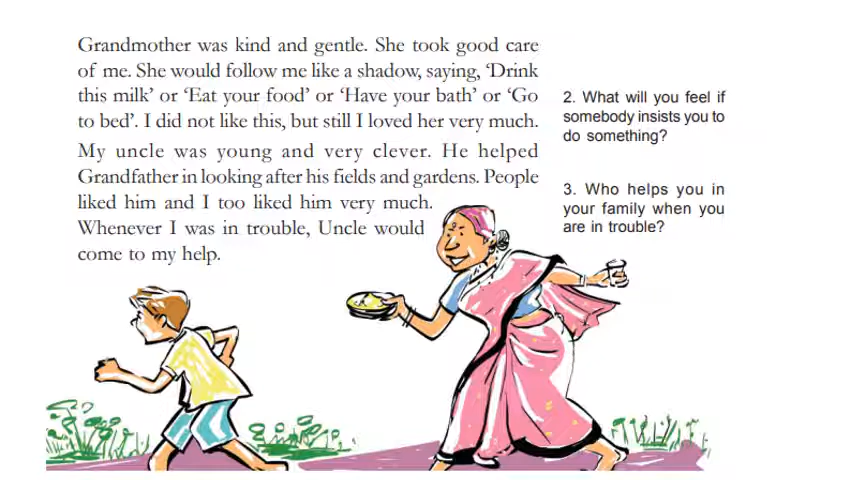 Grandmother was kind and gentle. She took good care
of me. She would follow me like a shadow, saying, ‘Drink
this milk’ or ‘Eat your food’ or ‘Have your bath’ or ‘Go
to bed’. I did not like this, but still I loved her very much.
My uncle was young and very clever. He helped
Grandfather in looking after his fields and gardens. People
liked him and I too liked him very much.
Whenever I was in trouble, Uncle would
come to my help.
2. What will you feel if
somebody insists you to
do something?
3. Who helps you in
your family when you
are in trouble?